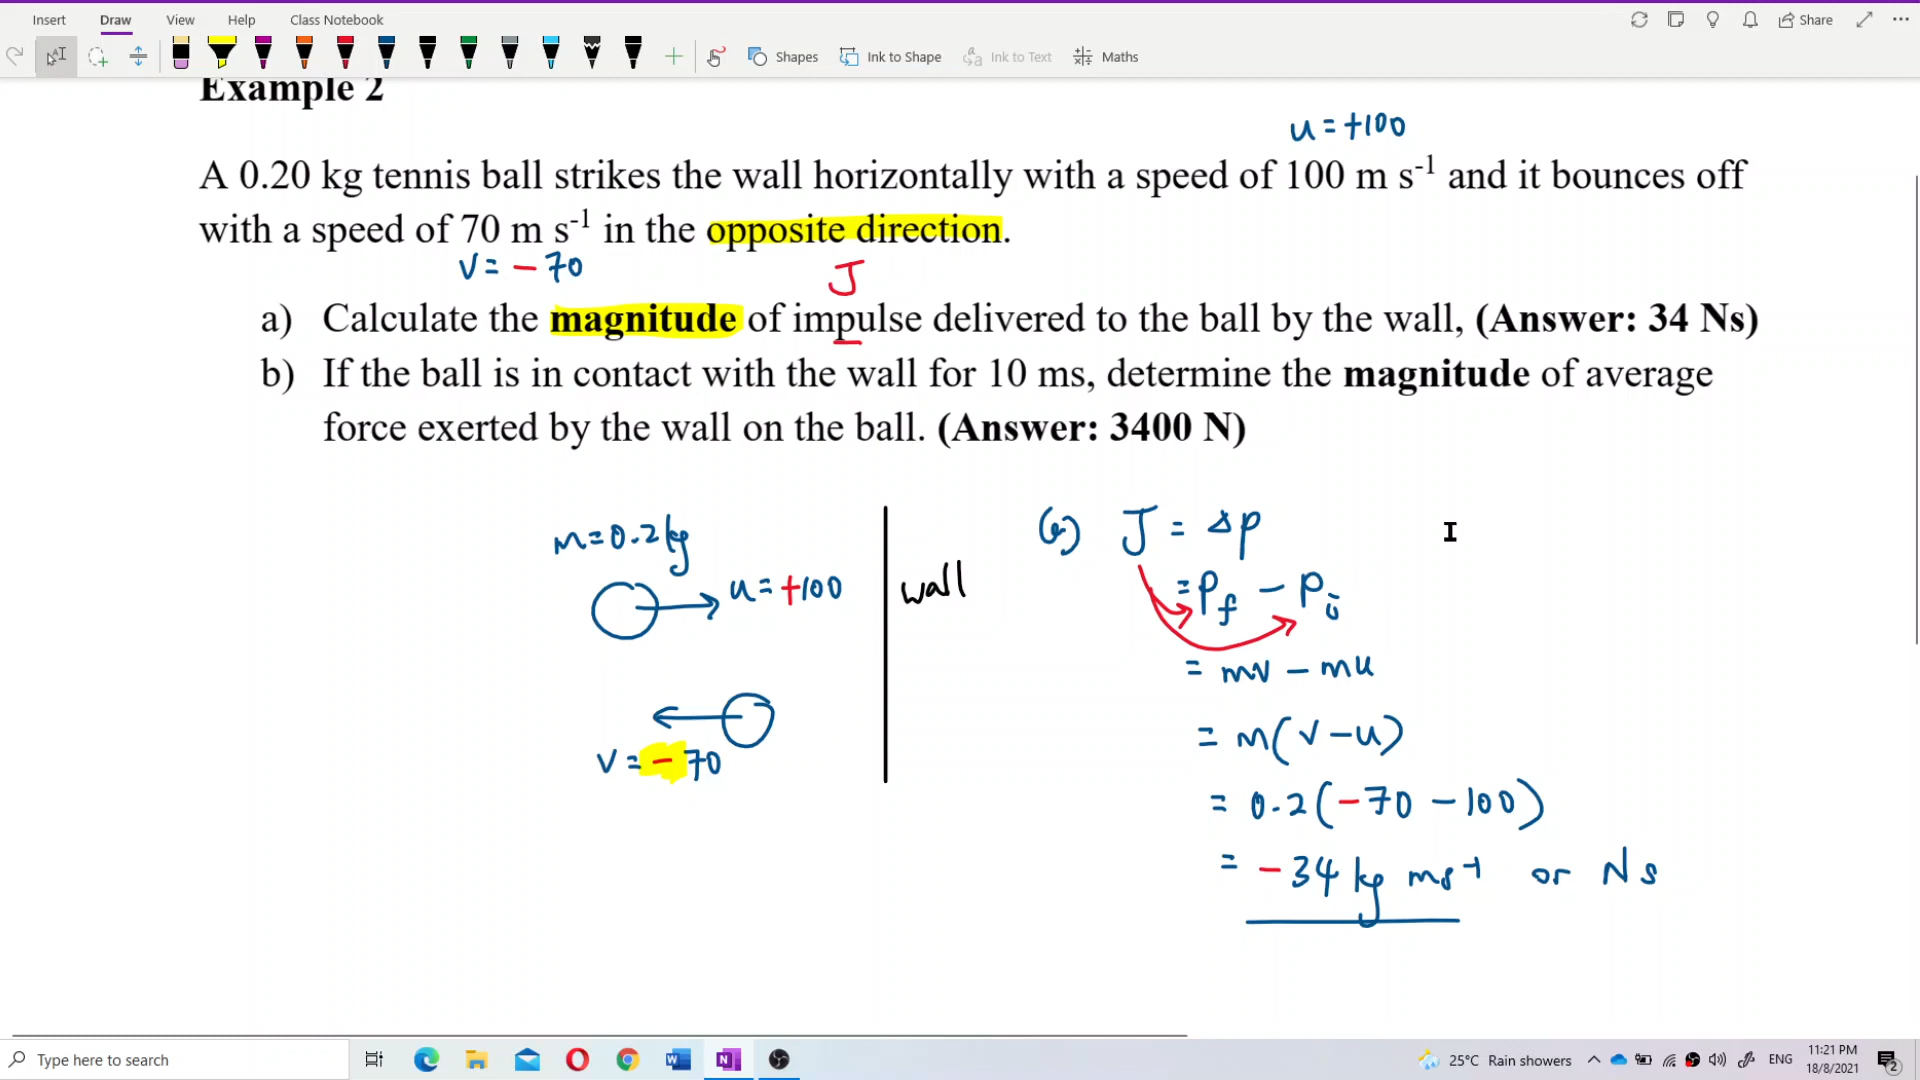 Insert Draw View Help Class Notebook Share
Shapes Ink to Shape Ink to Text Maths
Example 2
u = +100
A 0.20 kg tennis ball strikes the wall horizontally with a speed of 100 m s⁻¹ and it bounces off
with a speed of 70 m s⁻¹ in the opposite direction.
v = - 70
J
a) Calculate the magnitude of impulse delivered to the ball by the wall, (Answer: 34 Ns)
b) If the ball is in contact with the wall for 10 ms, determine the magnitude of average
force exerted by the wall on the ball. (Answer: 3400 N)
m = 0.2 kg
u = +100
wall
v = - 70
(a) J = Δp
= Pf - Pi
= mv - mu
= m(v - u)
= 0.2(-70 - 100)
= -34 kg ms⁻¹ or Ns
Type here to search
25°C Rain showers ENG 11:21 PM
18/8/2021
2